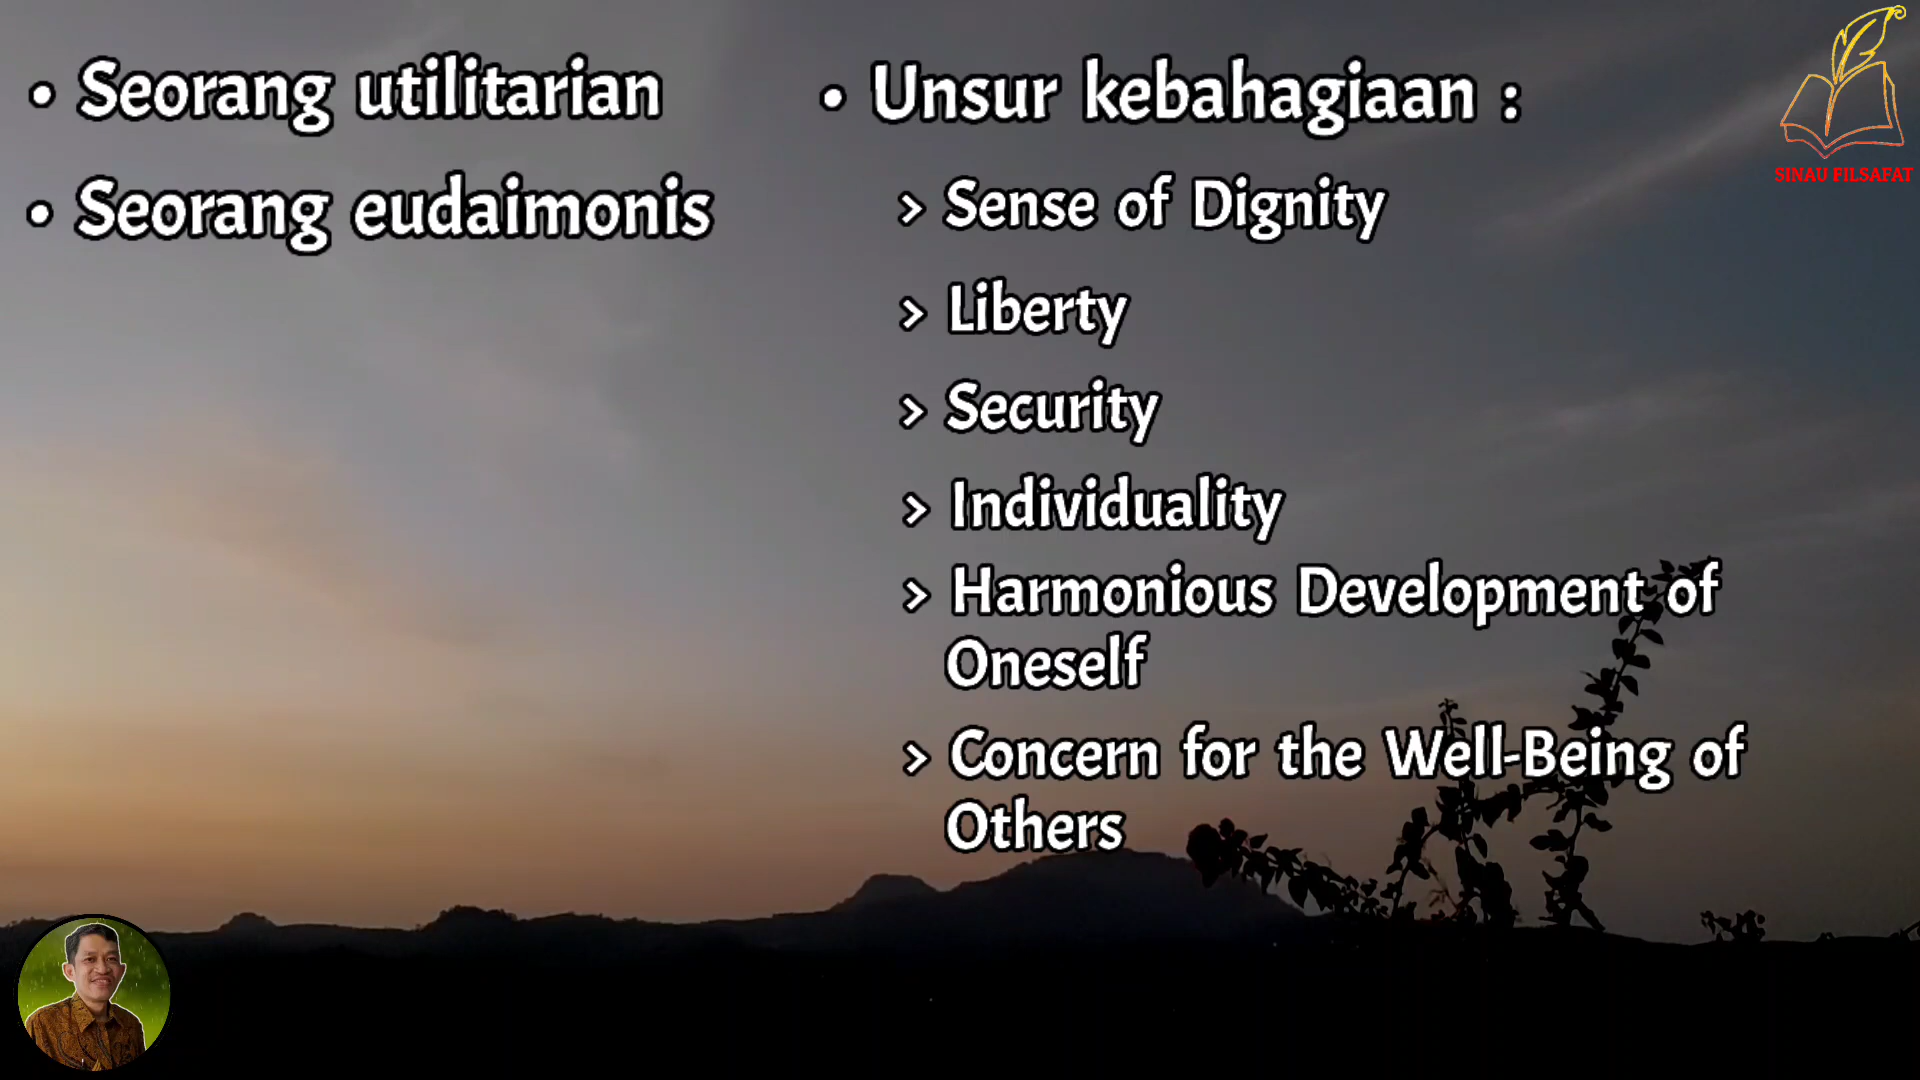 • Seorang utilitarian
• Seorang eudaimonis
• Unsur kebahagiaan :
> Sense of Dignity
> Liberty
> Security
> Individuality
> Harmonious Development of
Oneself
> Concern for the Well-Being of
Others
SINAU FILSAFAT